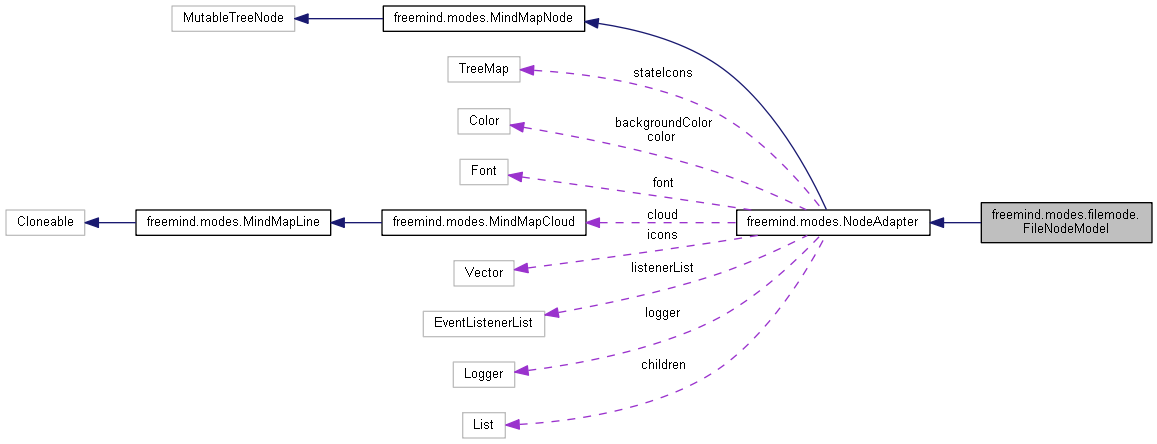 MutableTreeNode
freemind.modes.MindMapNode
TreeMap
stateIcons
Color
backgroundColor
color
Font
font
Cloneable
freemind.modes.MindMapLine
freemind.modes.MindMapCloud
cloud
freemind.modes.NodeAdapter
freemind.modes.filemode.
FileNodeModel
icons
Vector
listenerList
EventListenerList
logger
Logger
children
List